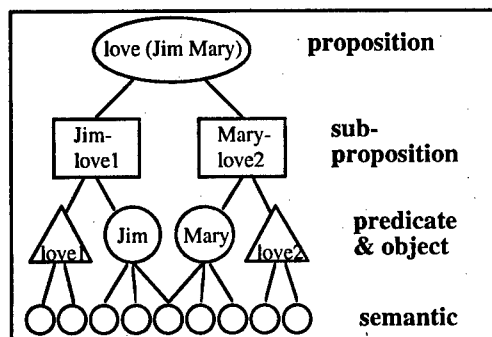 love (Jim Mary) proposition
Jim-
love1
Mary-
love2
sub-
proposition
love1 Jim Mary love2
predicate
& object
semantic